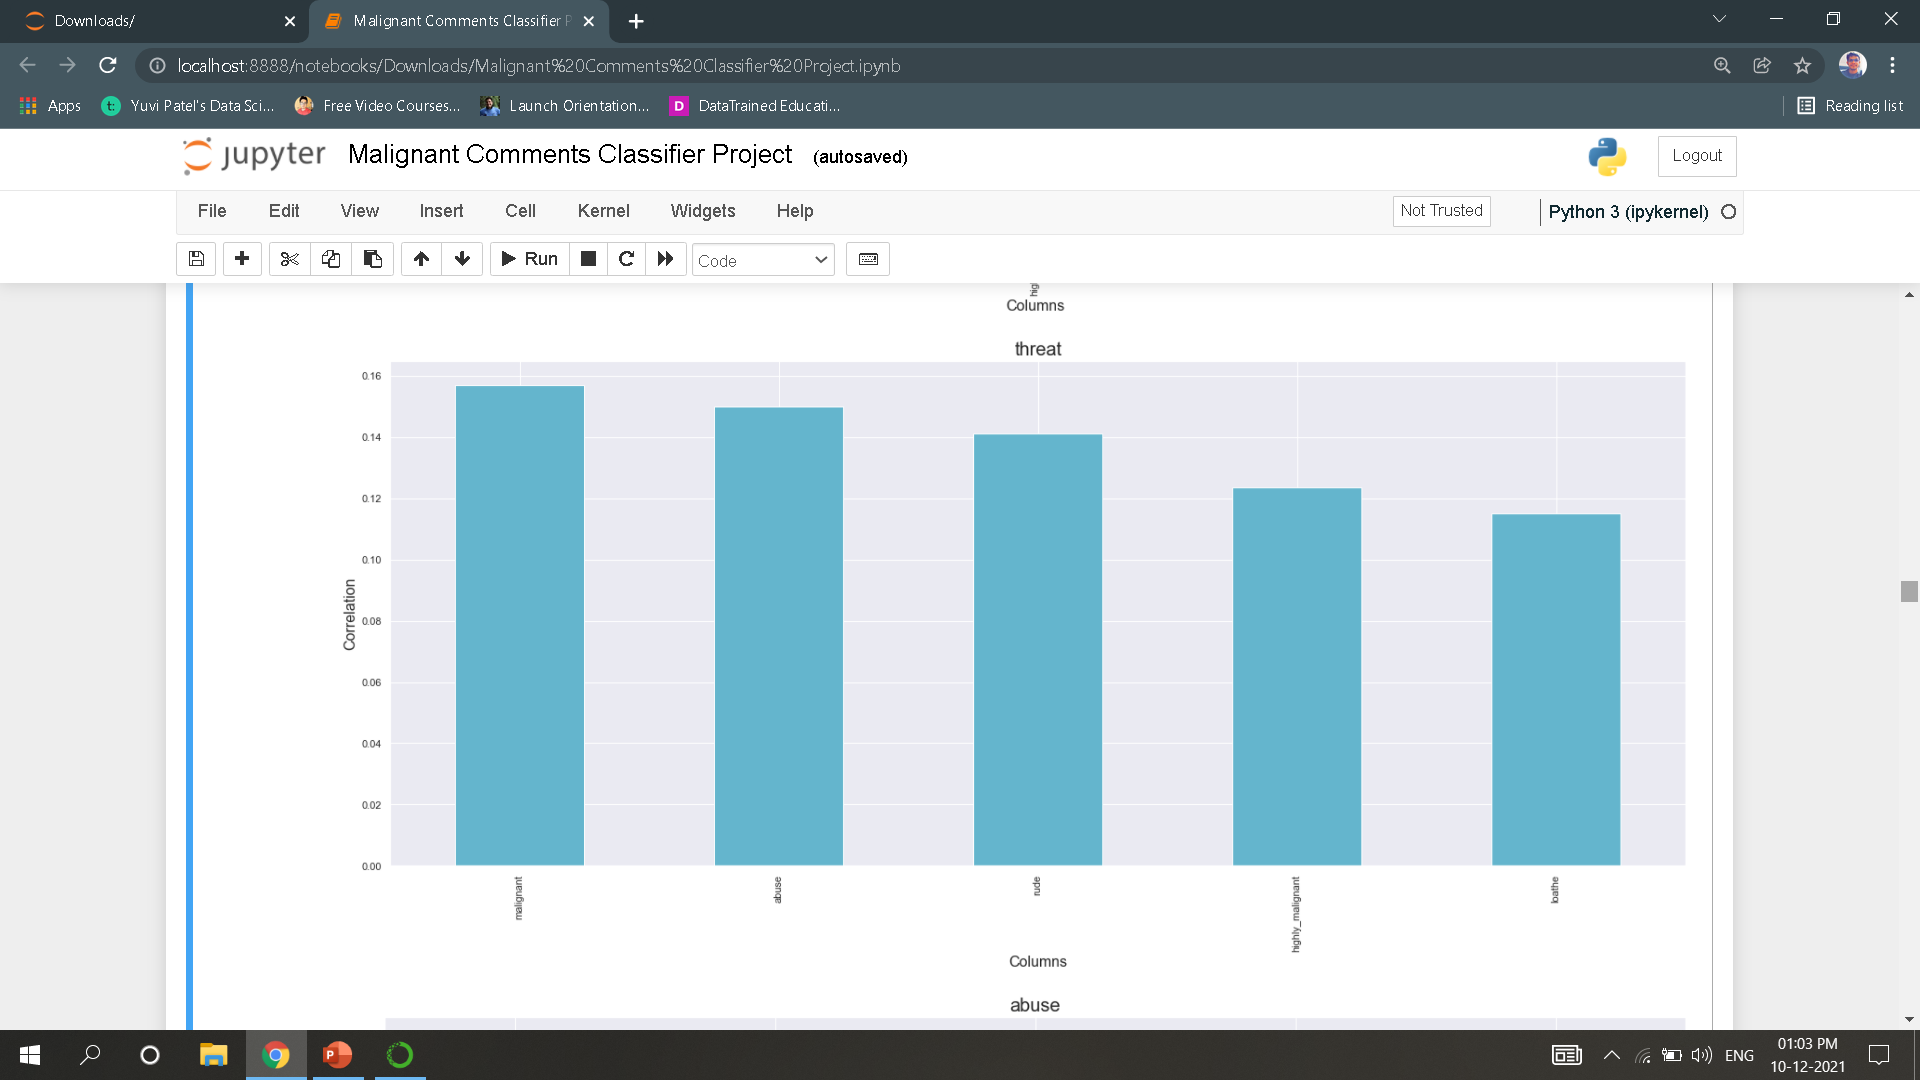 Downloads/
Malignant Comments Classifier P
localhost:8888/notebooks/Downloads/Malignant%20Comments%20Classifier%20Project.ipynb
Apps
Yuvi Patel's Data Sci...
Free Video Courses...
Launch Orientation...
D
DataTrained Educati...
Reading list
jupyter
Malignant Comments Classifier Project (autosaved)
Logout
File Edit View Insert Cell Kernel Widgets Help
Not Trusted
Python 3 (ipykernel)
Run
Code
hig
Columns
threat
0.16
0.14
0.12
0.10
0.08
0.06
0.04
0.02
0.00
Correlation
malignant
abuse
rude
highly_malignant
loathe
Columns
abuse
ENG
01:03 PM
10-12-2021